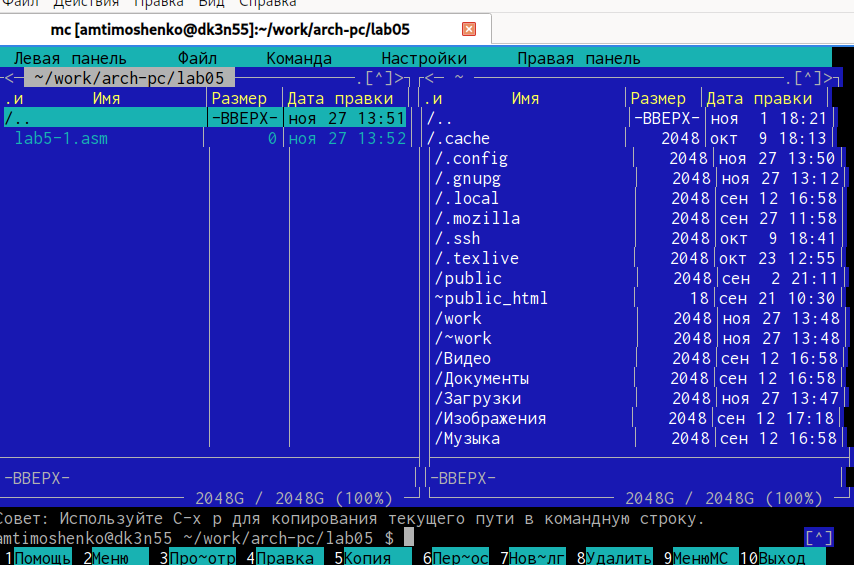 Файл Действия Правка Вид Справка
mc [amtimoshenko@dk3n55]:~/work/arch-pc/lab05
Левая панель Файл Команда Настройки Правая панель
<─ ~/work/arch-pc/lab05 ─.[^]>┐ ┌<─ ~ ─.[^]>┐
.и Имя Размер Дата правки .и Имя Размер Дата правки
/.. -ВВЕРХ- ноя 27 13:51 /.. -ВВЕРХ- ноя 1 18:21
lab5-1.asm 0 ноя 27 13:52 /.cache 2048 окт 9 18:13
/.config 2048 ноя 27 13:50
/.gnupg 2048 ноя 27 13:12
/.local 2048 сен 12 16:58
/.mozilla 2048 сен 27 11:58
/.ssh 2048 окт 9 18:41
/.texlive 2048 окт 23 12:55
/public 2048 сен 2 21:11
~public_html 18 сен 21 10:30
/work 2048 ноя 27 13:48
/~work 2048 ноя 27 13:48
/Видео 2048 сен 12 16:58
/Документы 2048 сен 12 16:58
/Загрузки 2048 ноя 27 13:47
/Изображения 2048 сен 12 17:18
/Музыка 2048 сен 12 16:58
-ВВЕРХ- -ВВЕРХ-
2048G / 2048G (100%) 2048G / 2048G (100%)
Совет: Используйте C-x p для копирования текущего пути в командную строку.
amtimoshenko@dk3n55 ~/work/arch-pc/lab05 $ [^]
1Помощь 2Меню 3Про~отр 4Правка 5Копия 6Пер~ос 7Нов~лг 8Удалить 9МенюMC 10Выход